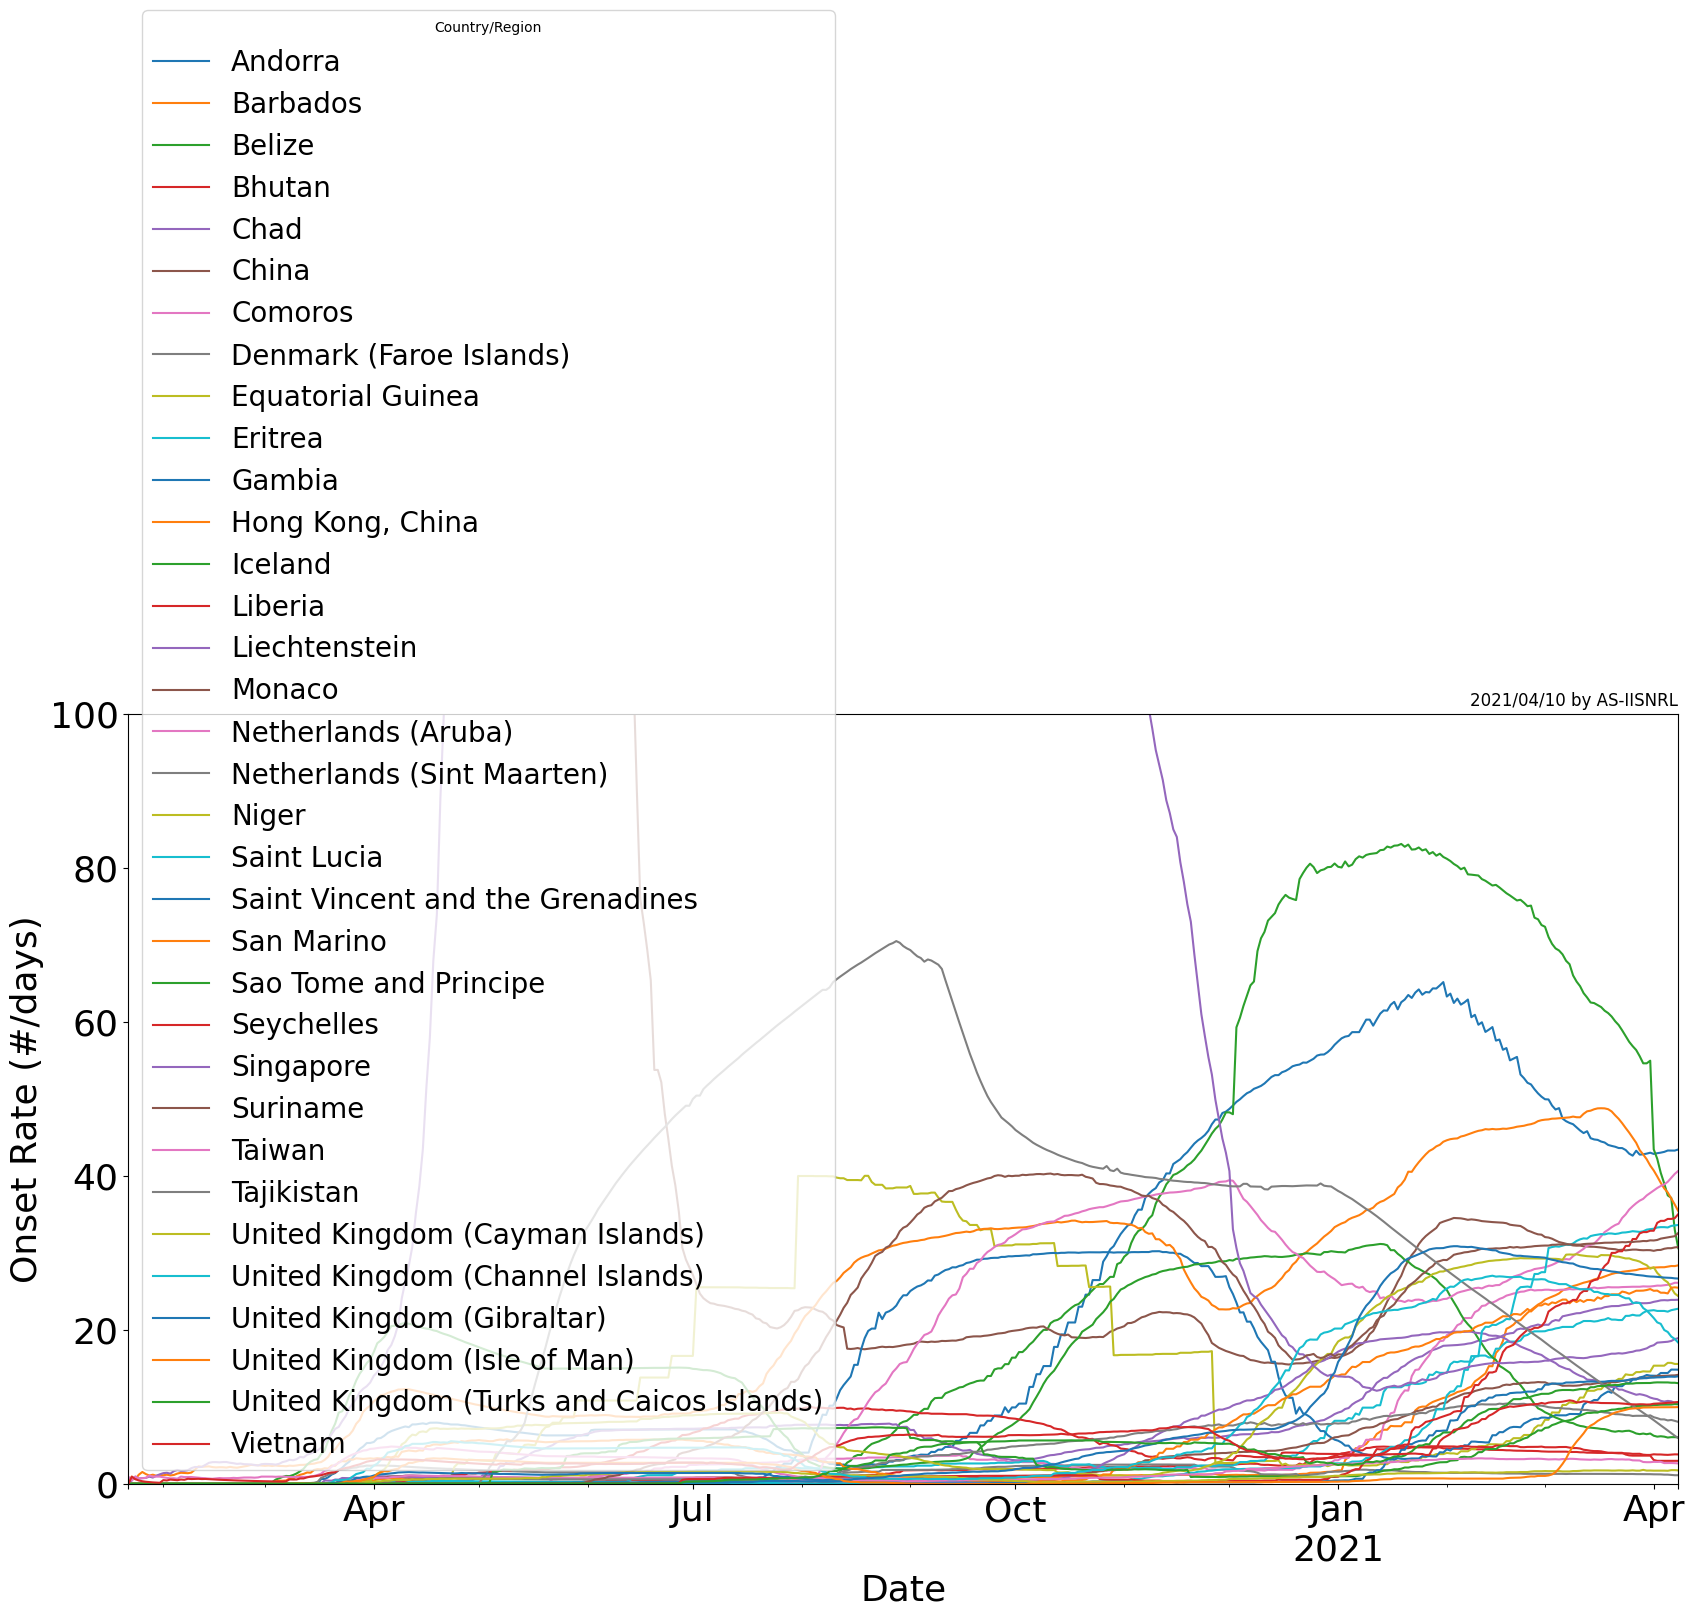 Country/Region
Andorra
Barbados
Belize
Bhutan
Chad
China
Comoros
Denmark (Faroe Islands)
Equatorial Guinea
Eritrea
Gambia
Hong Kong, China
Iceland
Liberia
Liechtenstein
Monaco
Netherlands (Aruba)
Netherlands (Sint Maarten)
Niger
Saint Lucia
Saint Vincent and the Grenadines
San Marino
Sao Tome and Principe
Seychelles
Singapore
Suriname
Taiwan
Tajikistan
United Kingdom (Cayman Islands)
United Kingdom (Channel Islands)
United Kingdom (Gibraltar)
United Kingdom (Isle of Man)
United Kingdom (Turks and Caicos Islands)
Vietnam
2021/04/10 by AS-IISNRL
100
80
60
40
20
0
Onset Rate (#/days)
Apr Jul Oct Jan Apr
2021
Date